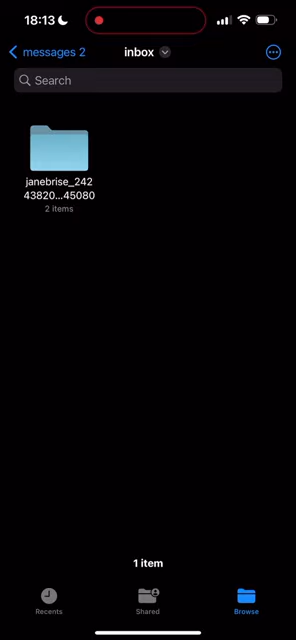 18:13
messages 2
inbox
Search
janebrise_242
43820...45080
2 items
1 item
Recents
Shared
Browse